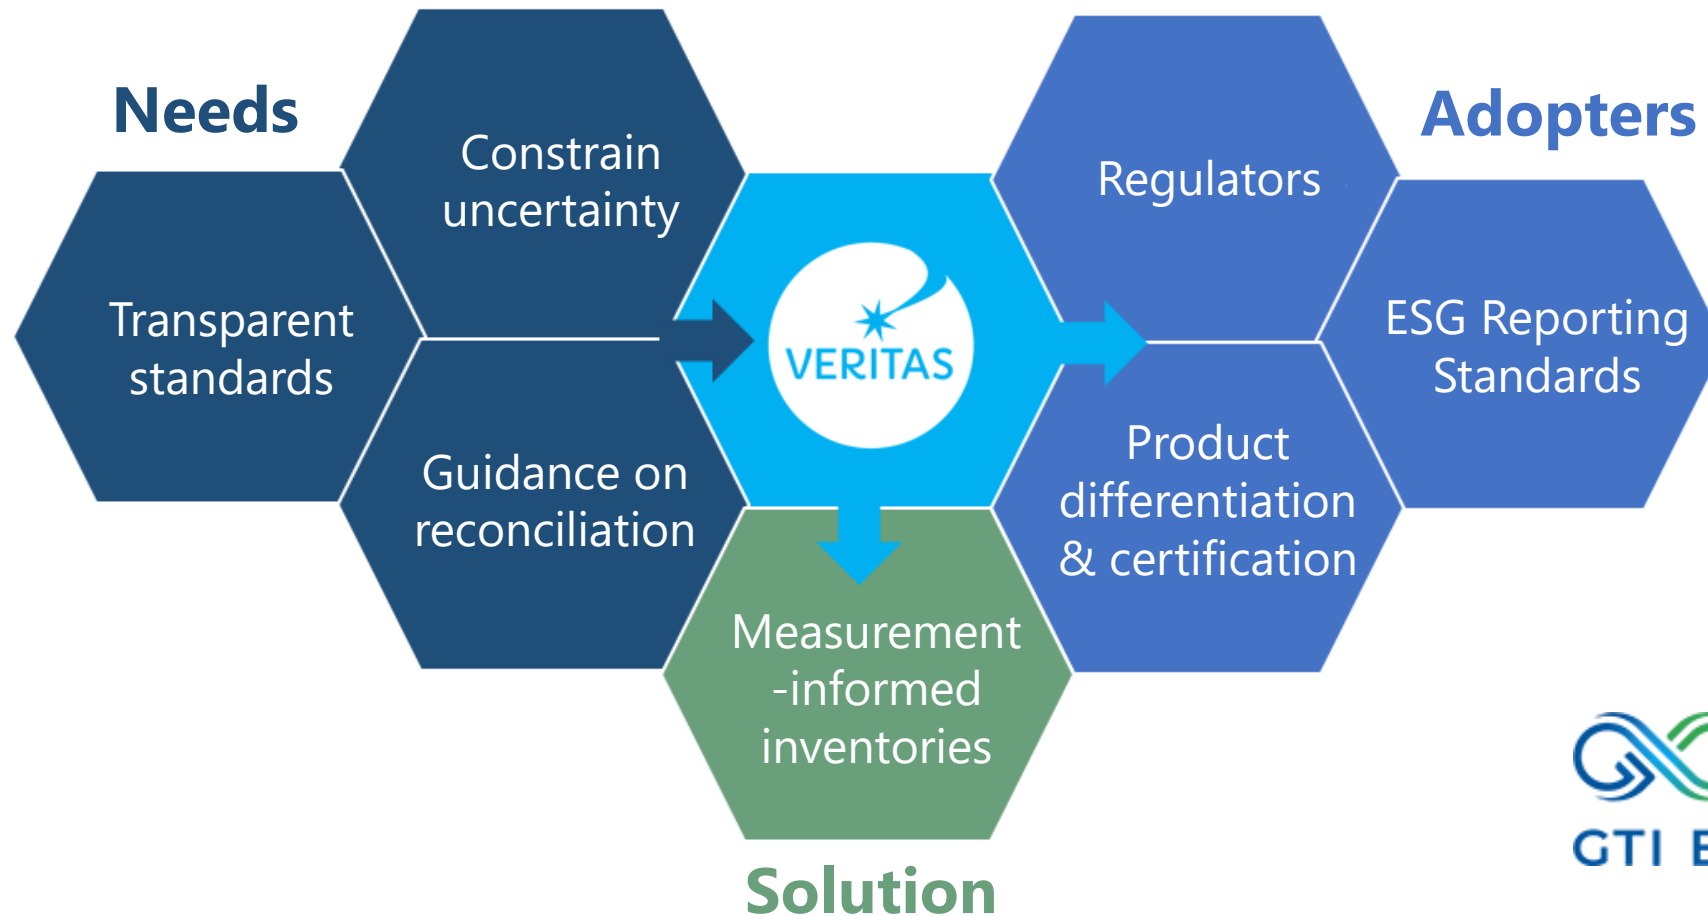 Needs
Constrain
uncertainty
Transparent
standards
Guidance on
reconciliation
VERITAS
Measurement
-informed
inventories
Solution
Adopters
Regulators
ESG Reporting
Standards
Product
differentiation
& certification
GTI